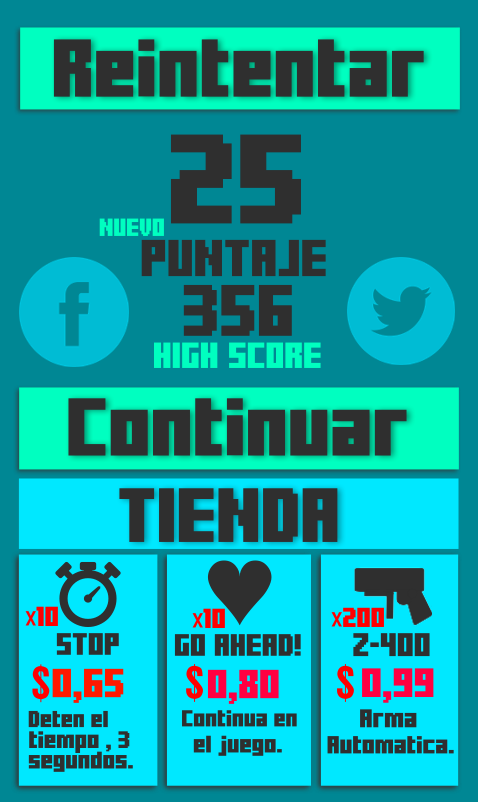 Reintentar
25
NUEVO
PUNTAJE
356
HIGH SCORE
Continuar
TIENDA
x10
STOP
$0,65
Deten el
tiempo , 3
segundos.
x10
GO AHEAD!
$0,80
Continua en
el juego.
x200
Z-400
$0,99
Arma
Automatica.